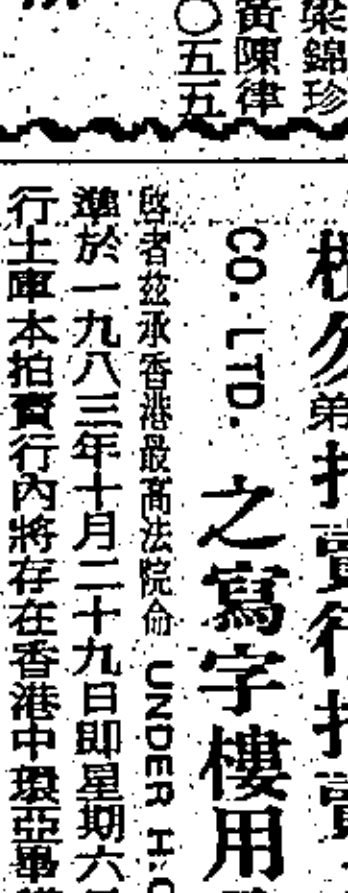 梁錦珍
黃陳律
〇五五
弟拍賣行拍賣
CO. LTD. 之寫字樓用
啓者茲承香港最高法院命 UNDER H.C
準於一九八三年十月二十九日即星期六
行土庫本拍賣行內將存在香港中環亞畢